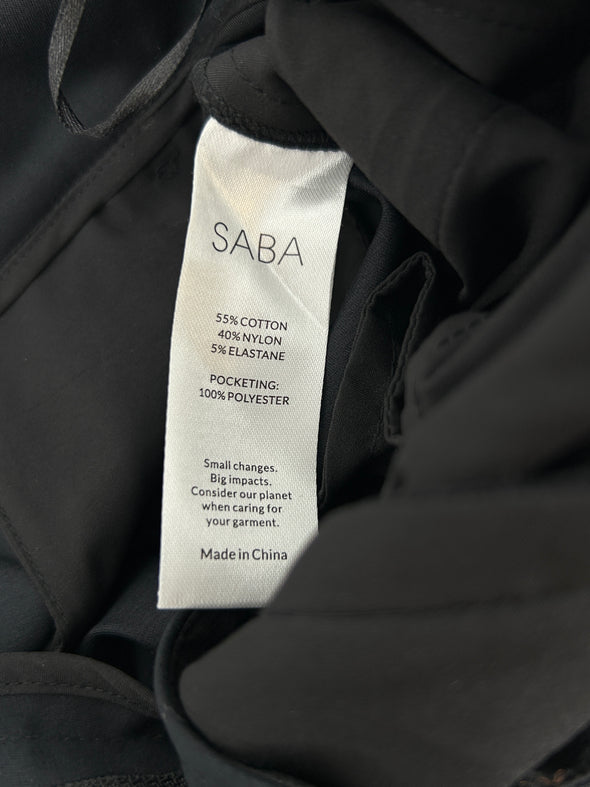 SABA
55% COTTON
40% NYLON
5% ELASTANE
POCKETING:
100% POLYESTER
Small changes.
Big impacts.
Consider our planet
when caring for
your garment.
Made in China